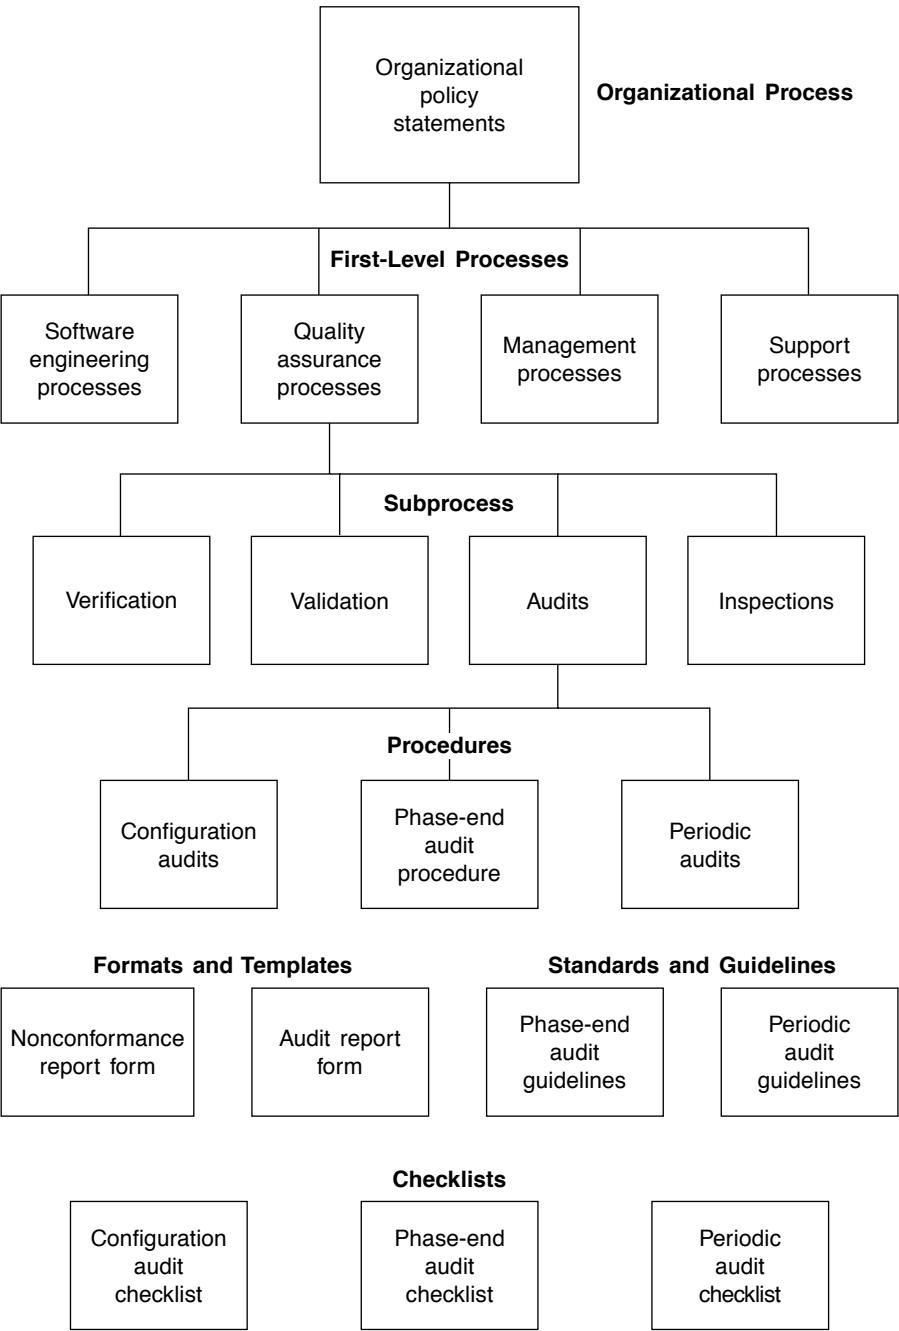 Organizational
policy
statements
Organizational Process
First-Level Processes
Software
engineering
processes
Quality
assurance
processes
Management
processes
Support
processes
Subprocess
Verification
Validation
Audits
Inspections
Procedures
Configuration
audits
Phase-end
audit
procedure
Periodic
audits
Formats and Templates
Standards and Guidelines
Nonconformance
report form
Audit report
form
Phase-end
audit
guidelines
Periodic
audit
guidelines
Checklists
Configuration
audit
checklist
Phase-end
audit
checklist
Periodic
audit
checklist